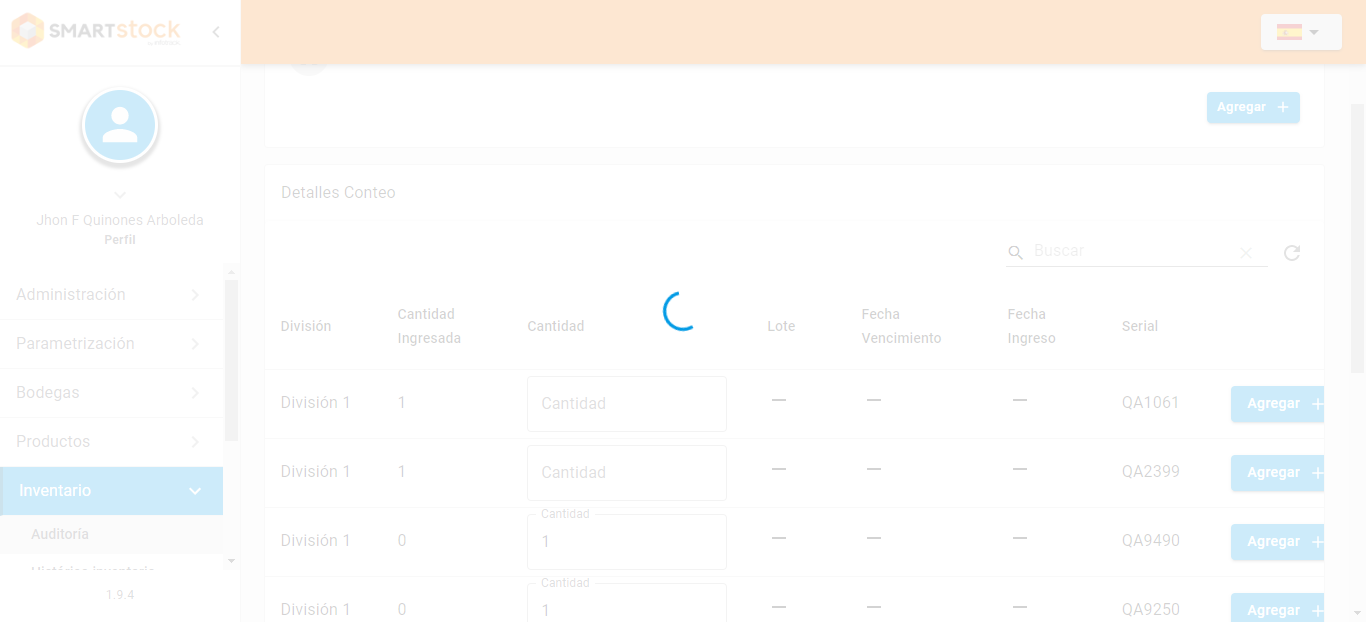 SMARTstock
Agregar
Jhon F Quinones Arboleda
Perfil
Administración
Parametrización
Bodegas
Productos
Inventario
Auditoría
Histórico inventario
1.9.4
Detalles Conteo
Buscar
División Cantidad Ingresada Cantidad Lote Fecha Vencimiento Fecha Ingreso Serial
División 1 1 Cantidad — — — QA1061 Agregar
División 1 1 Cantidad — — — QA2399 Agregar
Cantidad
División 1 0 1 — — — QA9490 Agregar
Cantidad
División 1 0 1 — — — QA9250 Agregar